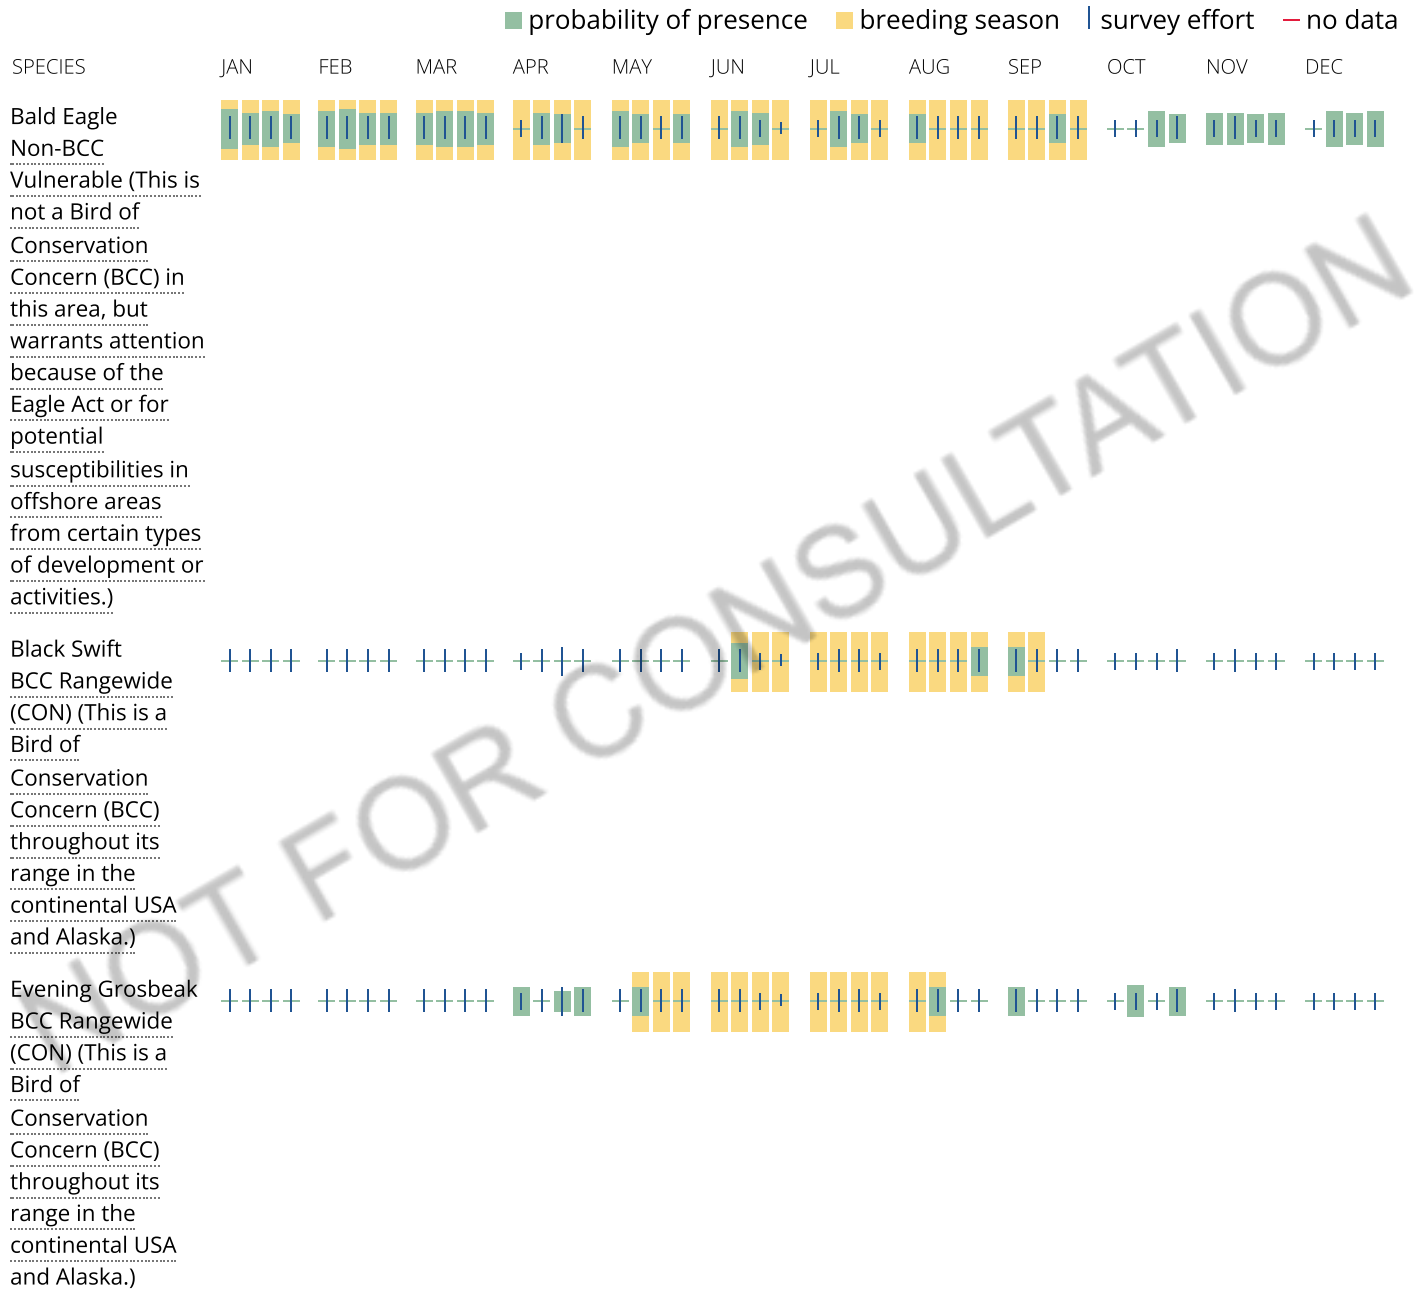 probability of presence breeding season survey effort no data
SPECIES JAN FEB MAR APR MAY JUN JUL AUG SEP OCT NOV DEC
Bald Eagle
Non-BCC
Vulnerable (This is
not a Bird of
Conservation
Concern (BCC) in
this area, but
warrants attention
because of the
Eagle Act or for
potential
susceptibilities in
offshore areas
from certain types
of development or
activities.)
Black Swift
BCC Rangewide
(CON) (This is a
Bird of
Conservation
Concern (BCC)
throughout its
range in the
continental USA
and Alaska.)
Evening Grosbeak
BCC Rangewide
(CON) (This is a
Bird of
Conservation
Concern (BCC)
throughout its
range in the
continental USA
and Alaska.)
NOT FOR CONSULTATION